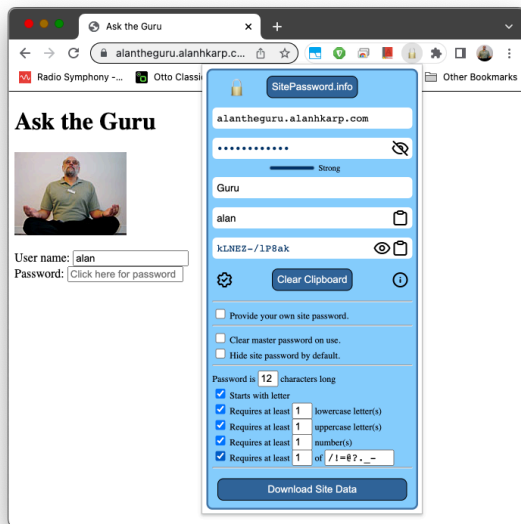 Ask the Guru
alantheguru.alanhkarp.c...
Radio Symphony -...
Otto Classi
Other Bookmarks
Ask the Guru
User name: alan
Password: Click here for password
SitePassword.info
alantheguru.alanhkarp.com
••••••••••••
Strong
Guru
alan
kLNEZ-/lP8ak
Clear Clipboard
Provide your own site password.
Clear master password on use.
Hide site password by default.
Password is 12 characters long
Starts with letter
Requires at least 1 lowercase letter(s)
Requires at least 1 uppercase letter(s)
Requires at least 1 number(s)
Requires at least 1 of /!=@?._-
Download Site Data